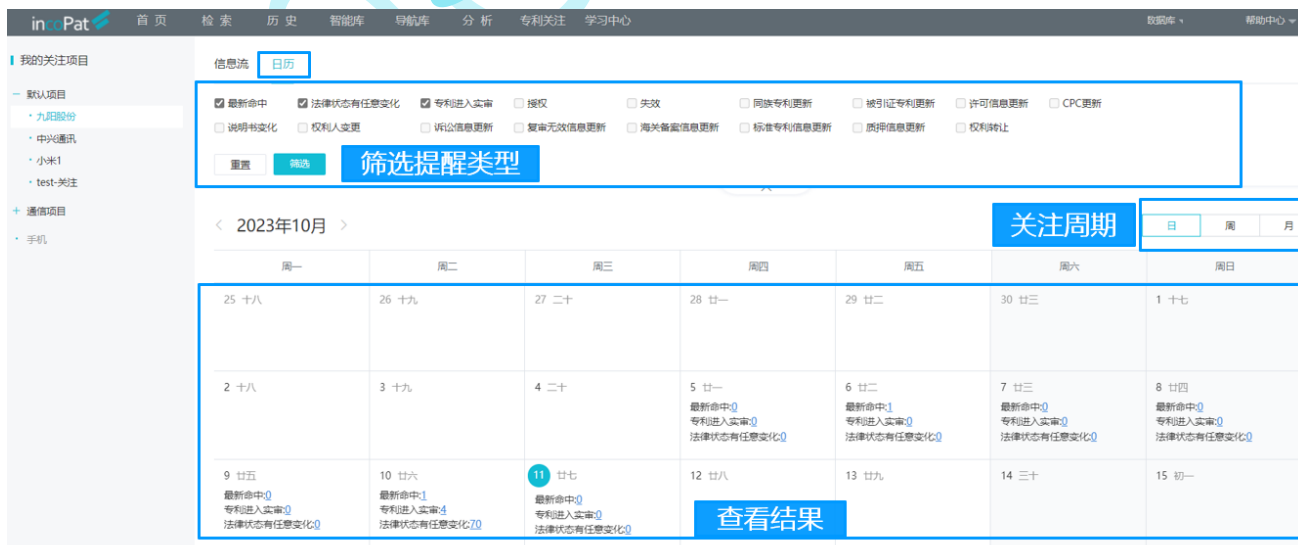 incoPat 首页 检索 历史 智能库 导航库 分析 专利关注 学习中心 数据库 帮助中心
我的关注项目
信息流 日历
默认项目
九阳股份
中兴通讯
小米1
test-关注
通信项目
手机
最新命中 法律状态有任意变化 专利进入实审 授权 失效 同族专利更新 被引证专利更新 许可信息更新 CPC更新
说明书变化 权利人变更 诉讼信息更新 复审无效信息更新 海关备案信息更新 标准专利信息更新 质押信息更新 权利转让
重置 筛选 筛选提醒类型
2023年10月 关注周期 日 周 月
周一 周二 周三 周四 周五 周六 周日
25 十八 26 十九 27 二十 28 廿一 29 廿二 30 廿三 1 十七
2 十八 3 十九 4 二十 5 廿一 6 廿二 7 廿三 8 廿四
最新命中:0 最新命中:1 最新命中:0 最新命中:0
专利进入实审:0 专利进入实审:0 专利进入实审:0 专利进入实审:0
法律状态有任意变化:0 法律状态有任意变化:0 法律状态有任意变化:0 法律状态有任意变化:0
9 廿五 10 廿六 11 廿七 12 廿八 13 廿九 14 三十 15 初一
最新命中:0 最新命中:1 最新命中:0
专利进入实审:0 专利进入实审:4 专利进入实审:0
法律状态有任意变化:0 法律状态有任意变化:70 法律状态有任意变化:0
查看结果